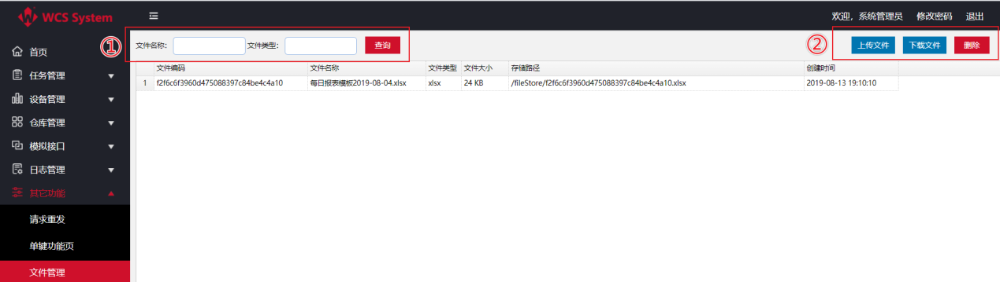 WCS System
欢迎，系统管理员 修改密码 退出
① 文件名称： 文件类型： 查询 ② 上传文件 下载文件 删除
首页
任务管理
设备管理
仓库管理
模拟接口
日志管理
其它功能
请求重发
单键功能页
文件管理
文件编码 文件名称 文件类型 文件大小 存储路径 创建时间
1 f2f6c6f3960d475088397c84be4c4a10 每日报表模板2019-08-04.xlsx xlsx 24 KB /fileStore/f2f6c6f3960d475088397c84be4c4a10.xlsx 2019-08-13 19:10:10